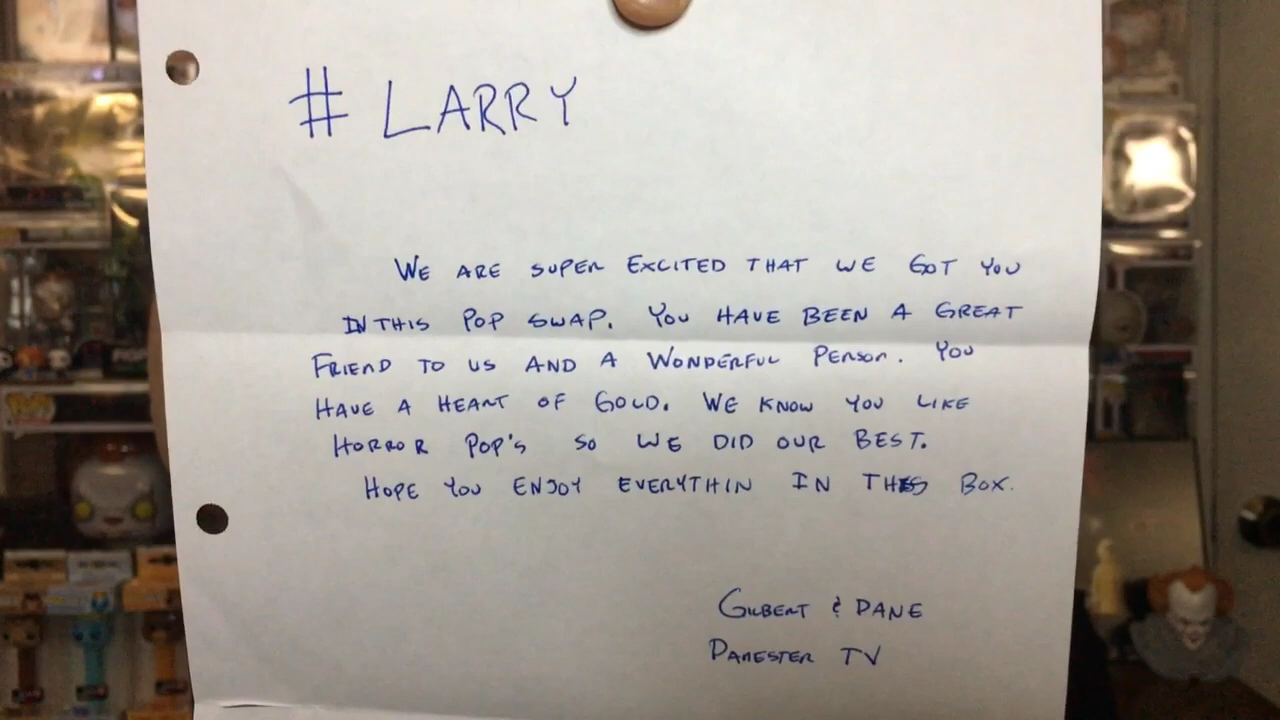 # LARRY
WE ARE SUPER EXCITED THAT WE GOT YOU
IN THIS POP SWAP. YOU HAVE BEEN A GREAT
FRIEND TO US AND A WONDERFUL PERSON. YOU
HAVE A HEART OF GOLD. WE KNOW YOU LIKE
HORROR POP'S SO WE DID OUR BEST.
HOPE YOU ENJOY EVERYTHIN IN THIS BOX.
GILBERT & DANE
DANESTER TV